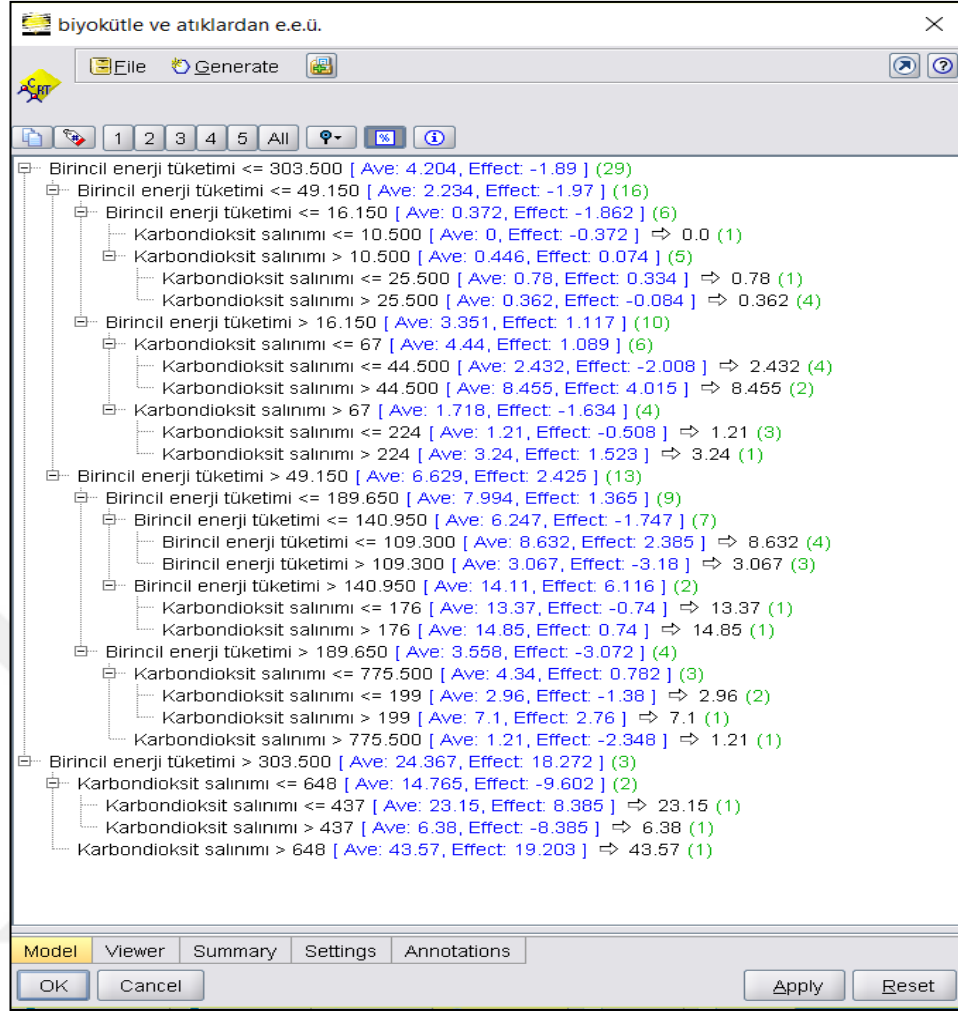 biyokütle ve atıklardan e.e.ü.
File Generate
C&RT
1 2 3 4 5 All %
Birincil enerji tüketimi <= 303.500 [ Ave: 4.204, Effect: -1.89 ] (29)
Birincil enerji tüketimi <= 49.150 [ Ave: 2.234, Effect: -1.97 ] (16)
Birincil enerji tüketimi <= 16.150 [ Ave: 0.372, Effect: -1.862 ] (6)
Karbondioksit salınımı <= 10.500 [ Ave: 0, Effect: -0.372 ] ⇨ 0.0 (1)
Karbondioksit salınımı > 10.500 [ Ave: 0.446, Effect: 0.074 ] (5)
Karbondioksit salınımı <= 25.500 [ Ave: 0.78, Effect: 0.334 ] ⇨ 0.78 (1)
Karbondioksit salınımı > 25.500 [ Ave: 0.362, Effect: -0.084 ] ⇨ 0.362 (4)
Birincil enerji tüketimi > 16.150 [ Ave: 3.351, Effect: 1.117 ] (10)
Karbondioksit salınımı <= 67 [ Ave: 4.44, Effect: 1.089 ] (6)
Karbondioksit salınımı <= 44.500 [ Ave: 2.432, Effect: -2.008 ] ⇨ 2.432 (4)
Karbondioksit salınımı > 44.500 [ Ave: 8.455, Effect: 4.015 ] ⇨ 8.455 (2)
Karbondioksit salınımı > 67 [ Ave: 1.718, Effect: -1.634 ] (4)
Karbondioksit salınımı <= 224 [ Ave: 1.21, Effect: -0.508 ] ⇨ 1.21 (3)
Karbondioksit salınımı > 224 [ Ave: 3.24, Effect: 1.523 ] ⇨ 3.24 (1)
Birincil enerji tüketimi > 49.150 [ Ave: 6.629, Effect: 2.425 ] (13)
Birincil enerji tüketimi <= 189.650 [ Ave: 7.994, Effect: 1.365 ] (9)
Birincil enerji tüketimi <= 140.950 [ Ave: 6.247, Effect: -1.747 ] (7)
Birincil enerji tüketimi <= 109.300 [ Ave: 8.632, Effect: 2.385 ] ⇨ 8.632 (4)
Birincil enerji tüketimi > 109.300 [ Ave: 3.067, Effect: -3.18 ] ⇨ 3.067 (3)
Birincil enerji tüketimi > 140.950 [ Ave: 14.11, Effect: 6.116 ] (2)
Karbondioksit salınımı <= 176 [ Ave: 13.37, Effect: -0.74 ] ⇨ 13.37 (1)
Karbondioksit salınımı > 176 [ Ave: 14.85, Effect: 0.74 ] ⇨ 14.85 (1)
Birincil enerji tüketimi > 189.650 [ Ave: 3.558, Effect: -3.072 ] (4)
Karbondioksit salınımı <= 775.500 [ Ave: 4.34, Effect: 0.782 ] (3)
Karbondioksit salınımı <= 199 [ Ave: 2.96, Effect: -1.38 ] ⇨ 2.96 (2)
Karbondioksit salınımı > 199 [ Ave: 7.1, Effect: 2.76 ] ⇨ 7.1 (1)
Karbondioksit salınımı > 775.500 [ Ave: 1.21, Effect: -2.348 ] ⇨ 1.21 (1)
Birincil enerji tüketimi > 303.500 [ Ave: 24.367, Effect: 18.272 ] (3)
Karbondioksit salınımı <= 648 [ Ave: 14.765, Effect: -9.602 ] (2)
Karbondioksit salınımı <= 437 [ Ave: 23.15, Effect: 8.385 ] ⇨ 23.15 (1)
Karbondioksit salınımı > 437 [ Ave: 6.38, Effect: -8.385 ] ⇨ 6.38 (1)
Karbondioksit salınımı > 648 [ Ave: 43.57, Effect: 19.203 ] ⇨ 43.57 (1)
Model Viewer Summary Settings Annotations
OK Cancel Apply Reset